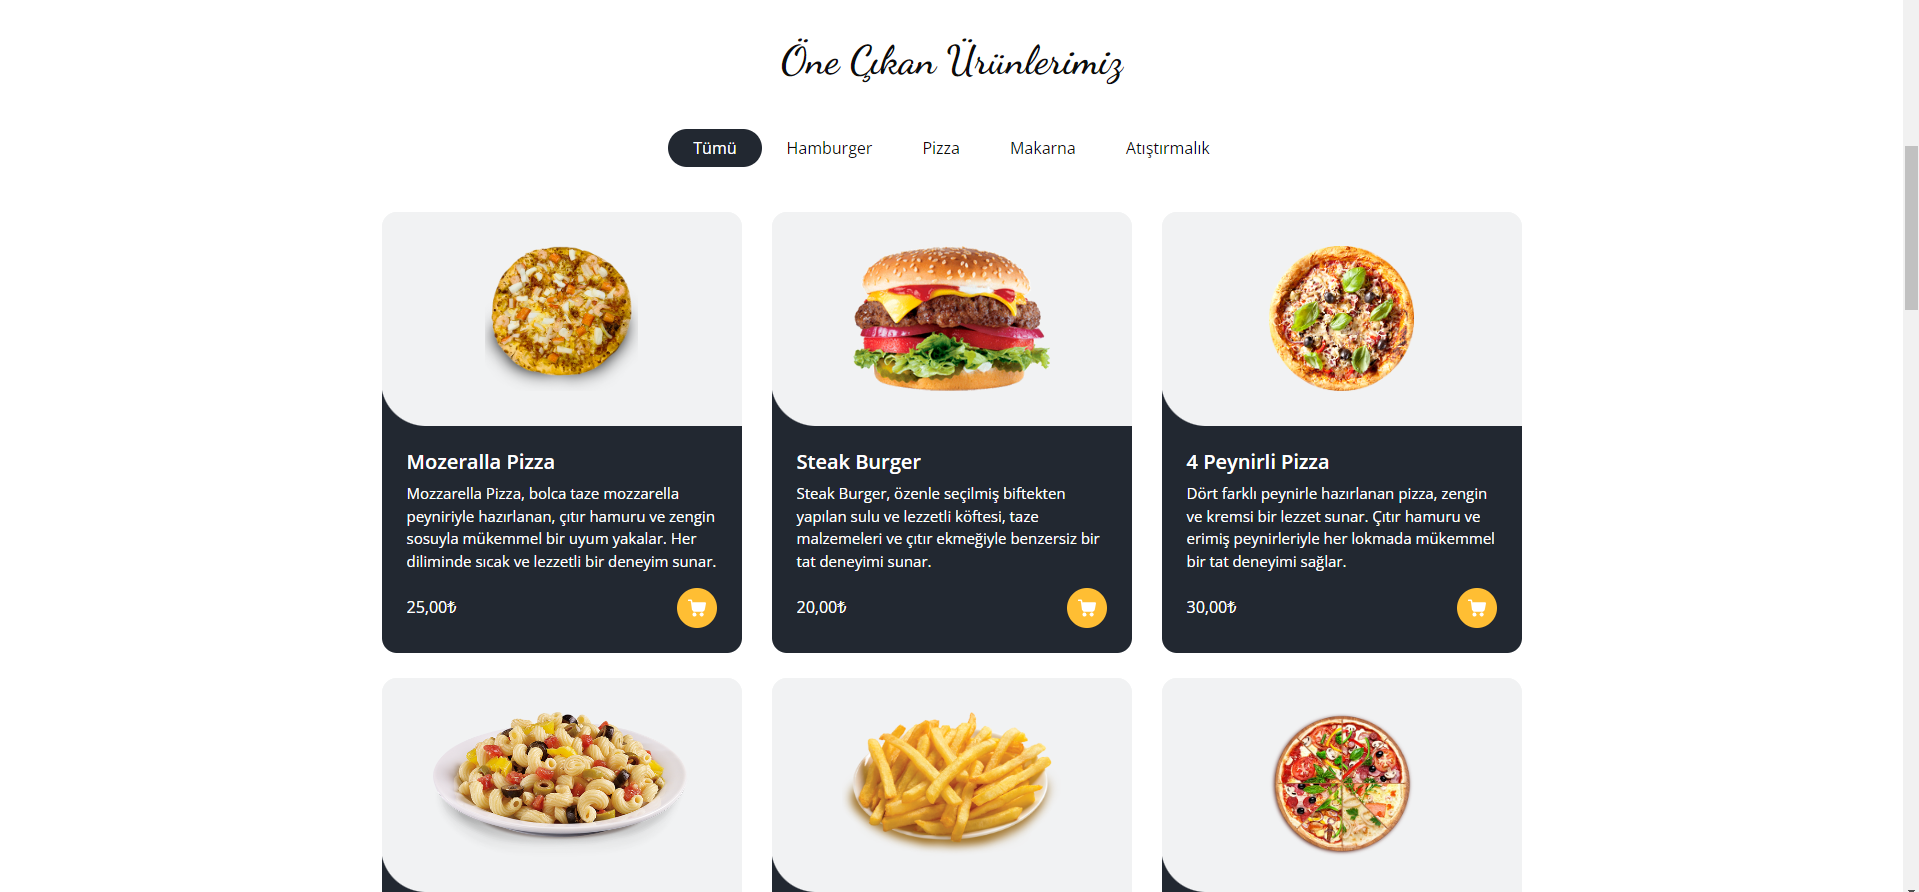 Öne Çıkan Ürünlerimiz
Tümü Hamburger Pizza Makarna Atıştırmalık
Mozeralla Pizza
Mozzarella Pizza, bolca taze mozzarella
peyniriyle hazırlanan, çıtır hamuru ve zengin
sosuyla mükemmel bir uyum yakalar. Her
diliminde sıcak ve lezzetli bir deneyim sunar.
25,00₺
Steak Burger
Steak Burger, özenle seçilmiş biftekten
yapılan sulu ve lezzetli köftesi, taze
malzemeleri ve çıtır ekmeğiyle benzersiz bir
tat deneyimi sunar.
20,00₺
4 Peynirli Pizza
Dört farklı peynirle hazırlanan pizza, zengin
ve kremsi bir lezzet sunar. Çıtır hamuru ve
erimiş peynirleriyle her lokmada mükemmel
bir tat deneyimi sağlar.
30,00₺